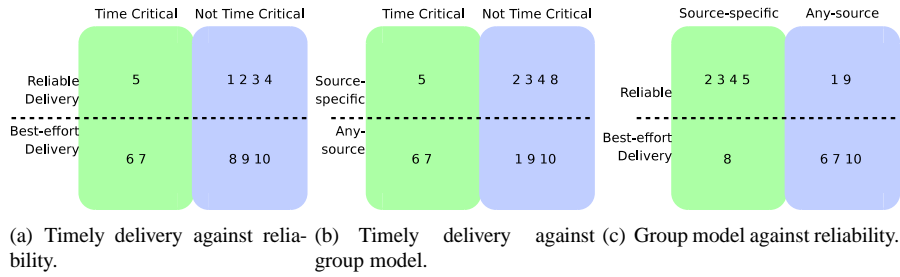 Time Critical Not Time Critical
Reliable Delivery 5 1 2 3 4
Best-effort Delivery 6 7 8 9 10
(a) Timely delivery against relia-
bility.
Time Critical Not Time Critical
Source-specific 5 2 3 4 8
Any-source 6 7 1 9 10
(b) Timely delivery against
group model.
Source-specific Any-source
Reliable 2 3 4 5 1 9
Best-effort Delivery 8 6 7 10
(c) Group model against reliability.